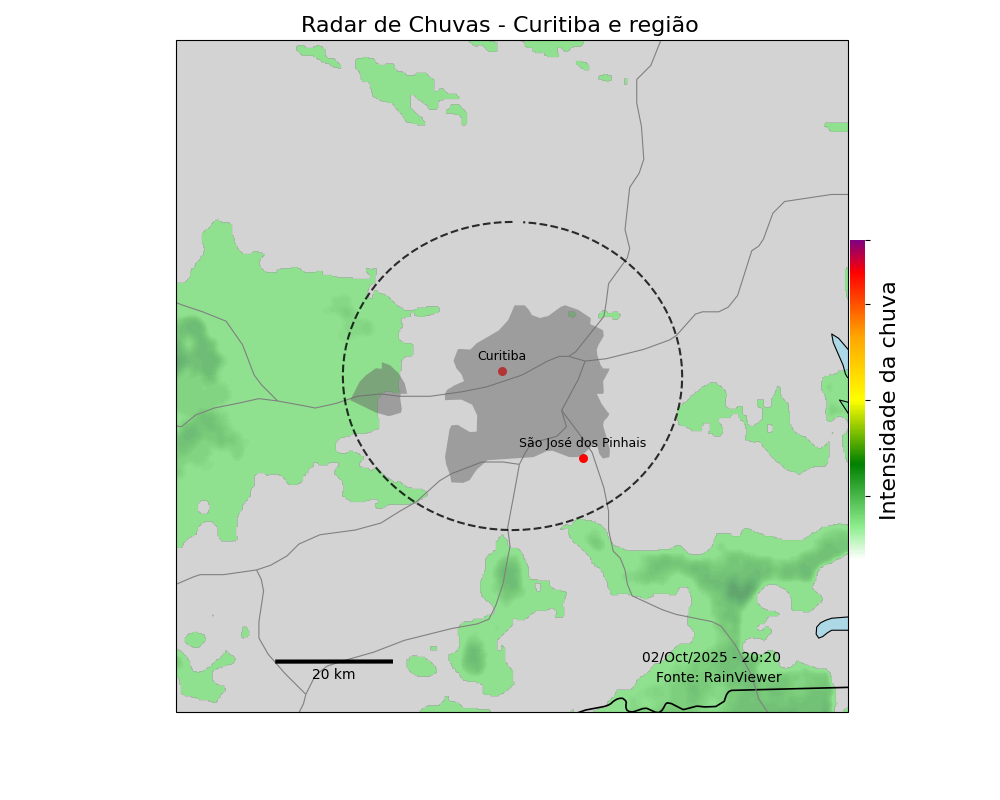 Radar de Chuvas - Curitiba e região
Curitiba
São José dos Pinhais
Intensidade da chuva
02/Oct/2025 - 20:20
Fonte: RainViewer
20 km